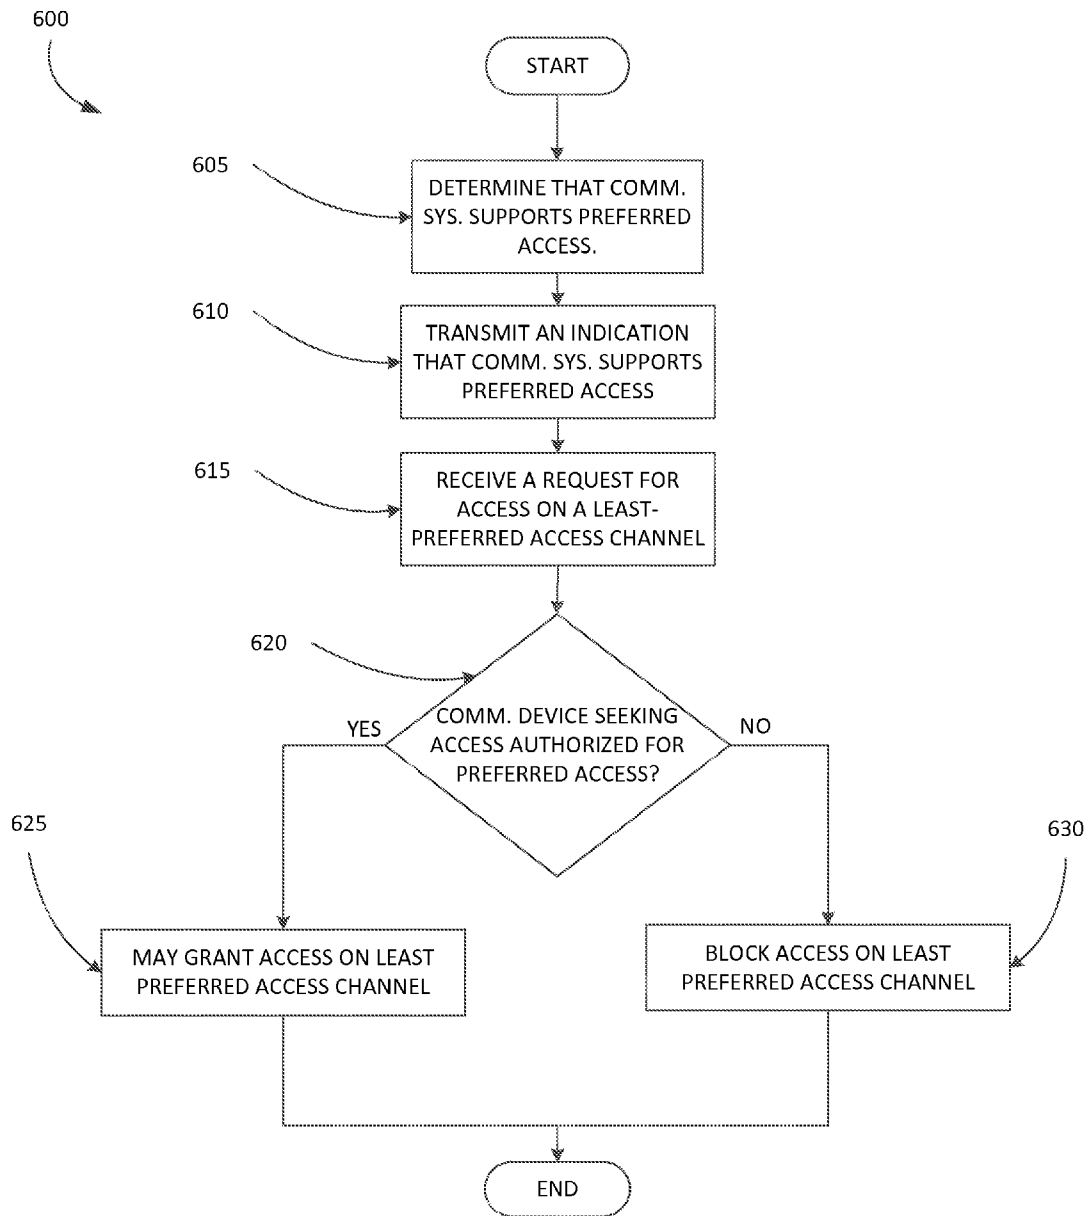 600
START
605
DETERMINE THAT COMM.
SYS. SUPPORTS PREFERRED
ACCESS.
610
TRANSMIT AN INDICATION
THAT COMM. SYS. SUPPORTS
PREFERRED ACCESS
615
RECEIVE A REQUEST FOR
ACCESS ON A LEAST-
PREFERRED ACCESS CHANNEL
620
COMM. DEVICE SEEKING
ACCESS AUTHORIZED FOR
PREFERRED ACCESS?
YES
NO
625
MAY GRANT ACCESS ON LEAST
PREFERRED ACCESS CHANNEL
630
BLOCK ACCESS ON LEAST
PREFERRED ACCESS CHANNEL
END